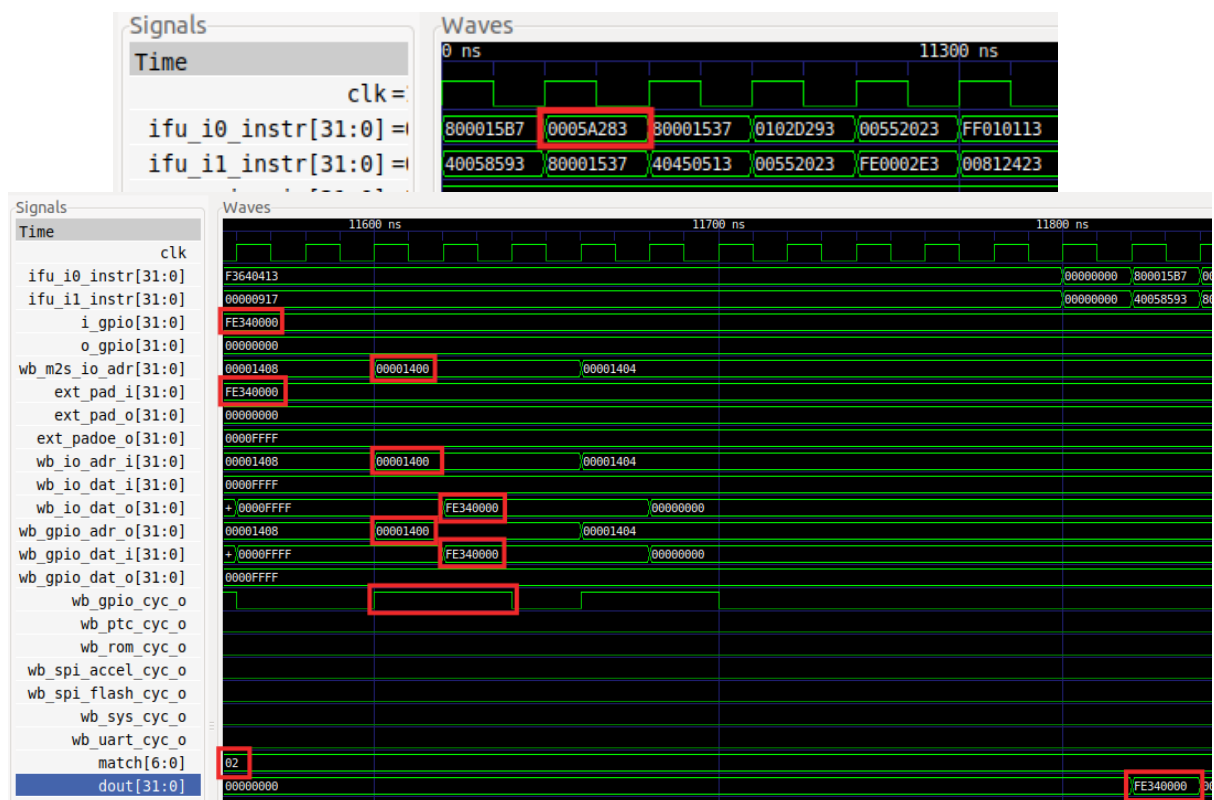 Signals
Waves
Time
0 ns 11300 ns
clk=
ifu_i0_instr[31:0] = 800015B7 0005A283 80001537 0102D293 00552023 FF010113
ifu_i1_instr[31:0] = 40058593 80001537 40450513 00552023 FE0002E3 00812423
Signals
Waves
Time
11600 ns 11700 ns 11800 ns
clk
ifu_i0_instr[31:0] F3640413 00000000 800015B7 00
ifu_i1_instr[31:0] 00000917 00000000 40058593 80
i_gpio[31:0] FE340000
o_gpio[31:0] 00000000
wb_m2s_io_adr[31:0] 00001408 00001400 00001404
ext_pad_i[31:0] FE340000
ext_pad_o[31:0] 00000000
ext_padoe_o[31:0] 0000FFFF
wb_io_adr_i[31:0] 00001408 00001400 00001404
wb_io_dat_i[31:0] 0000FFFF
wb_io_dat_o[31:0] + 0000FFFF FE340000 00000000
wb_gpio_adr_o[31:0] 00001408 00001400 00001404
wb_gpio_dat_i[31:0] + 0000FFFF FE340000 00000000
wb_gpio_dat_o[31:0] 0000FFFF
wb_gpio_cyc_o
wb_ptc_cyc_o
wb_rom_cyc_o
wb_spi_accel_cyc_o
wb_spi_flash_cyc_o
wb_sys_cyc_o
wb_uart_cyc_o
match[6:0] 02
dout[31:0] 00000000 FE340000 00